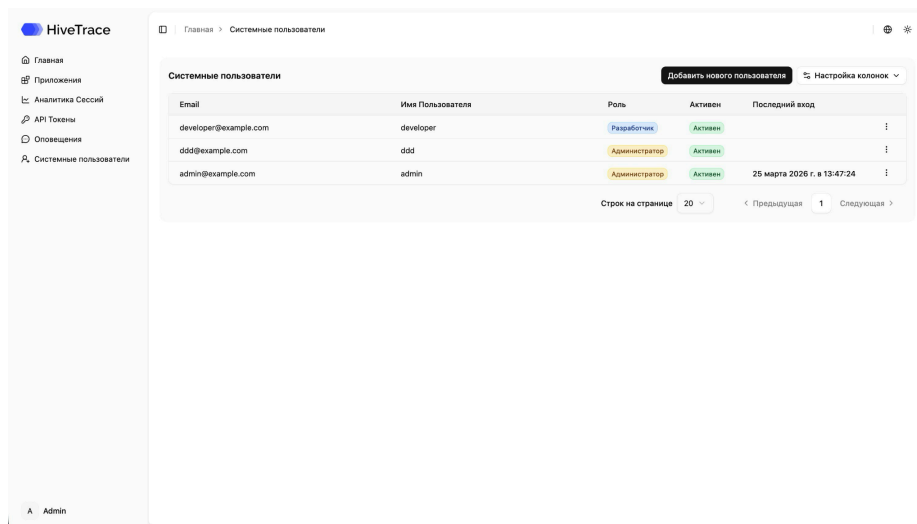 HiveTrace
Главная > Системные пользователи
Главная
Приложения
Аналитика Сессий
API Токены
Оповещения
Системные пользователи
Системные пользователи
Добавить нового пользователя
Настройка колонок
Email Имя Пользователя Роль Активен Последний вход
developer@example.com developer Разработчик Активен
ddd@example.com ddd Администратор Активен
admin@example.com admin Администратор Активен 25 марта 2026 г. в 13:47:24
Строк на странице 20 < Предыдущая 1 Следующая >
A Admin